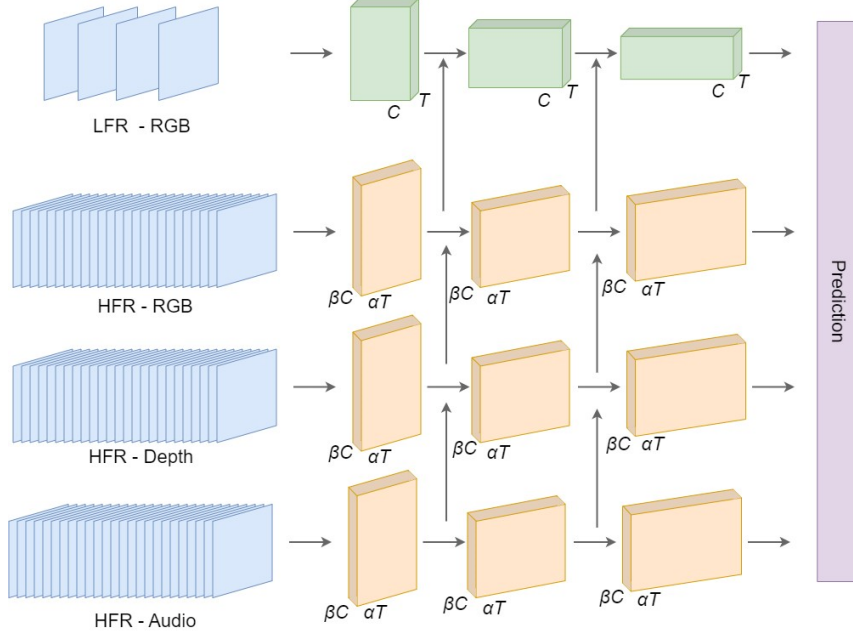 C
T
C
T
C
T
LFR - RGB
βC
αT
βC
αT
βC
αT
HFR - RGB
Prediction
βC
αT
βC
αT
βC
αT
HFR - Depth
βC
αT
βC
αT
βC
αT
HFR - Audio